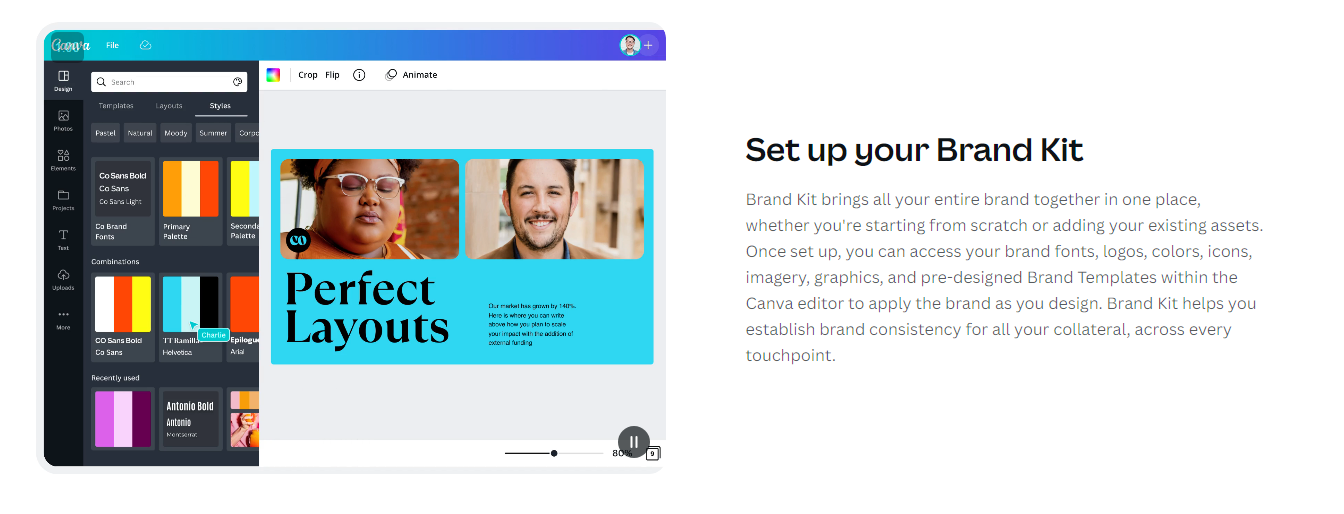 Canva
File
Design
Photos
Elements
Projects
Text
Uploads
More
Search
Templates Layouts Styles
Pastel Natural Moody Summer Corpo
Co Sans Bold
Co Sans
Co Sans Light
Co Brand
Fonts
Primary
Palette
Seconda
Palette
Combinations
CO Sans Bold
Co Sans
TT Ramilla
Helvetica
Charlie
Epilogue
Arial
Recently used
Antonio Bold
Antonio
Montserrat
Crop Flip Animate
CO
Perfect
Layouts
Our market has grown by 140%.
Here is where you can write
above how you plan to scale
your impact with the addition of
external funding
80%
9
Set up your Brand Kit
Brand Kit brings all your entire brand together in one place,
whether you're starting from scratch or adding your existing assets.
Once set up, you can access your brand fonts, logos, colors, icons,
imagery, graphics, and pre-designed Brand Templates within the
Canva editor to apply the brand as you design. Brand Kit helps you
establish brand consistency for all your collateral, across every
touchpoint.